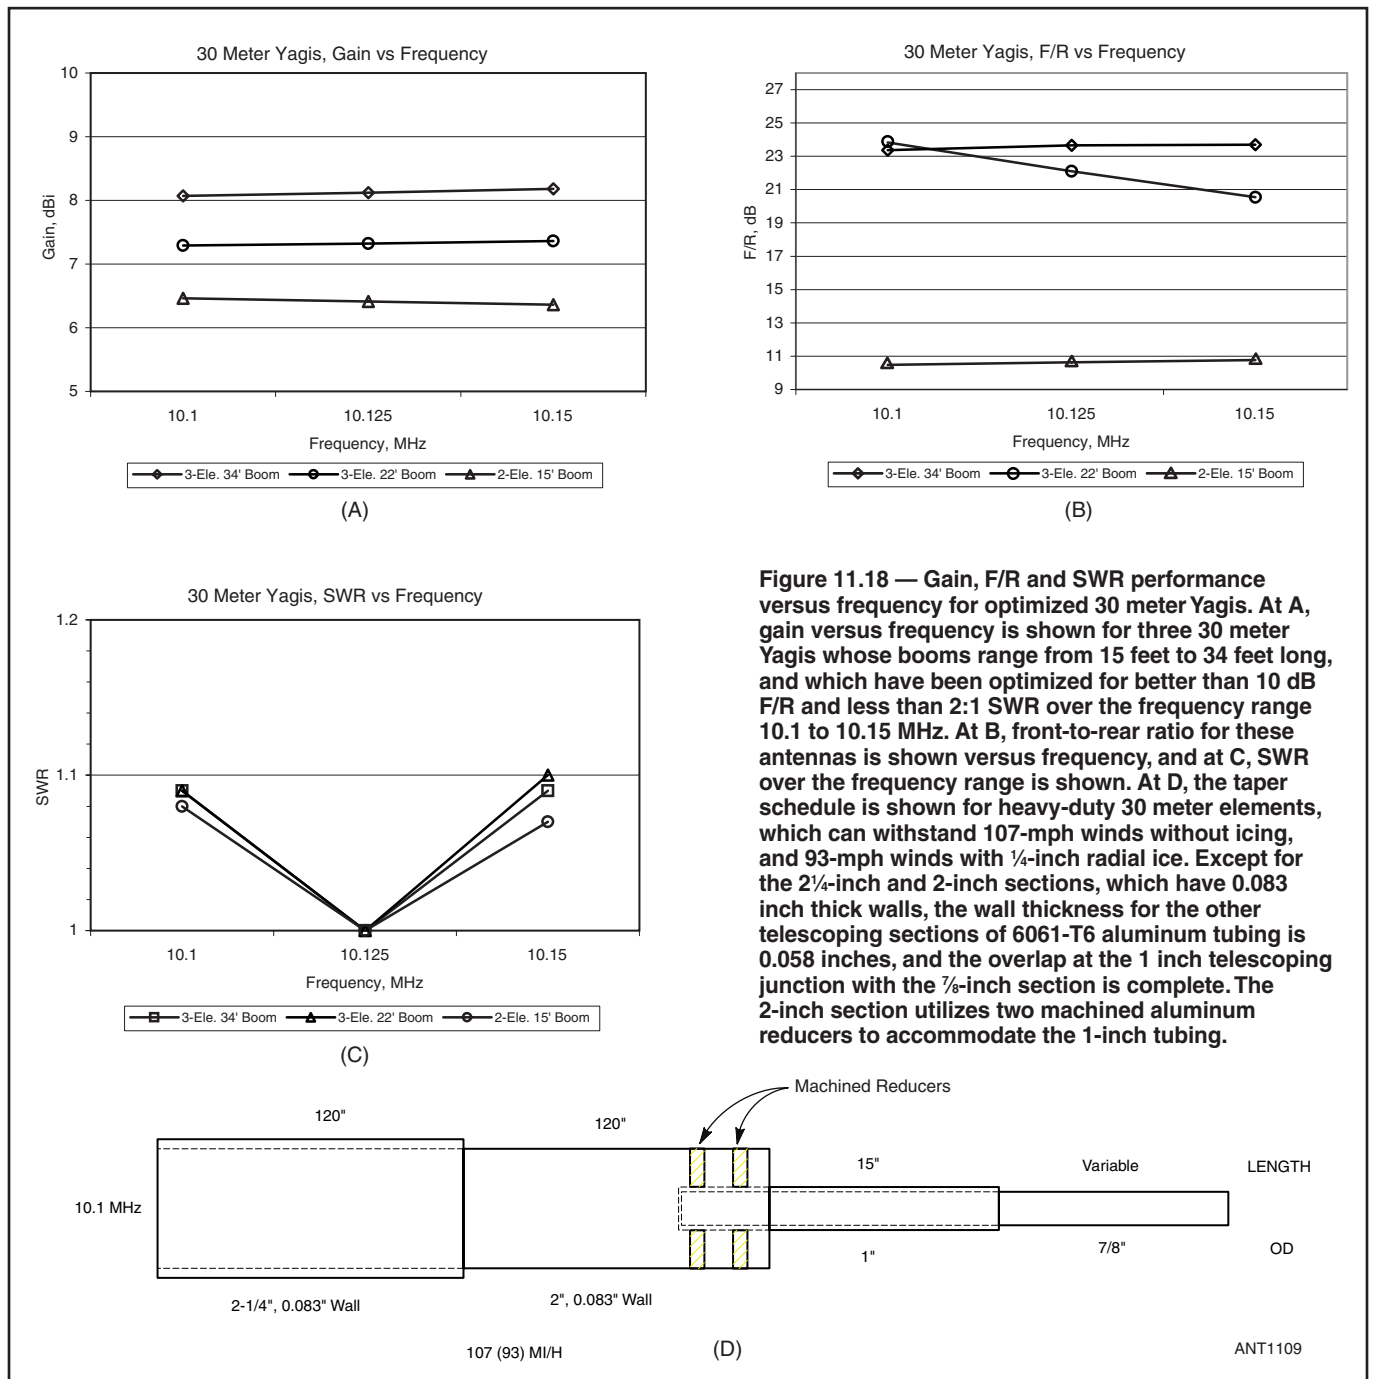 30 Meter Yagis, Gain vs Frequency
10
9
8
7
6
5
Gain, dBi
10.1 10.125 10.15
Frequency, MHz
3-Ele. 34' Boom 3-Ele. 22' Boom 2-Ele. 15' Boom
(A)
30 Meter Yagis, F/R vs Frequency
27
25
23
21
19
17
15
13
11
9
F/R, dB
10.1 10.125 10.15
Frequency, MHz
3-Ele. 34' Boom 3-Ele. 22' Boom 2-Ele. 15' Boom
(B)
30 Meter Yagis, SWR vs Frequency
1.2
1.1
1
SWR
10.1 10.125 10.15
Frequency, MHz
3-Ele. 34' Boom 3-Ele. 22' Boom 2-Ele. 15' Boom
(C)
Figure 11.18 — Gain, F/R and SWR performance
versus frequency for optimized 30 meter Yagis. At A,
gain versus frequency is shown for three 30 meter
Yagis whose booms range from 15 feet to 34 feet long,
and which have been optimized for better than 10 dB
F/R and less than 2:1 SWR over the frequency range
10.1 to 10.15 MHz. At B, front-to-rear ratio for these
antennas is shown versus frequency, and at C, SWR
over the frequency range is shown. At D, the taper
schedule is shown for heavy-duty 30 meter elements,
which can withstand 107-mph winds without icing,
and 93-mph winds with ¼-inch radial ice. Except for
the 2¼-inch and 2-inch sections, which have 0.083
inch thick walls, the wall thickness for the other
telescoping sections of 6061-T6 aluminum tubing is
0.058 inches, and the overlap at the 1 inch telescoping
junction with the ⅞-inch section is complete. The
2-inch section utilizes two machined aluminum
reducers to accommodate the 1-inch tubing.
Machined Reducers
120" 120" 15" Variable LENGTH
10.1 MHz
2-1/4", 0.083" Wall 2", 0.083" Wall 1" 7/8" OD
107 (93) MI/H
(D)
ANT1109